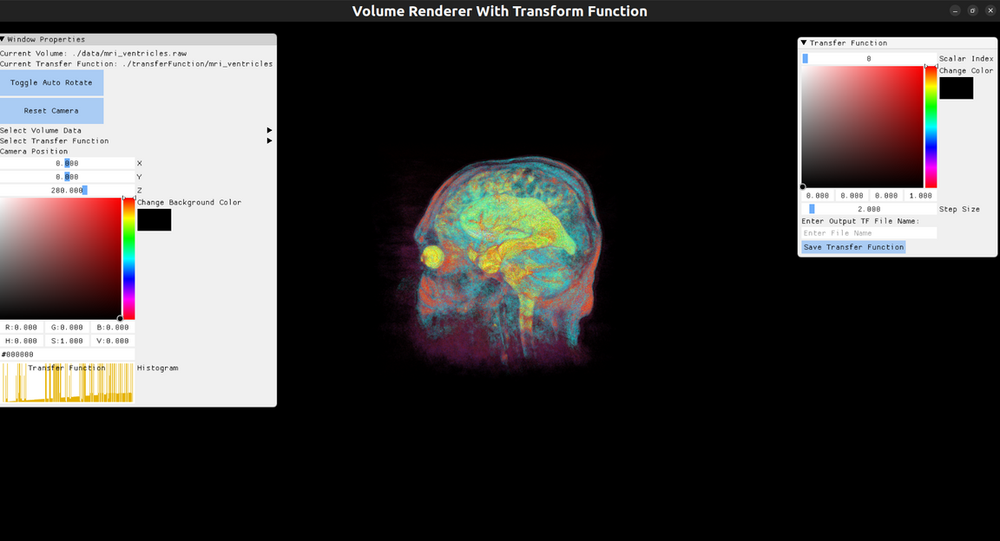 Volume Renderer With Transform Function
Window Properties
Current Volume: ./data/mri_ventricles.raw
Current Transfer Function: ./transferFunction/mri_ventricles
Toggle Auto Rotate
Reset Camera
Select Volume Data
Select Transfer Function
Camera Position
0.000 X
0.000 Y
280.000 Z
Change Background Color
R:0.000 G:0.000 B:0.000
H:0.000 S:1.000 V:0.000
#000000
Transfer Function Histogram
Transfer Function
0 Scalar Index
Change Color
0.000 0.000 0.000 1.000
2.000 Step Size
Enter Output TF File Name:
Enter File Name
Save Transfer Function